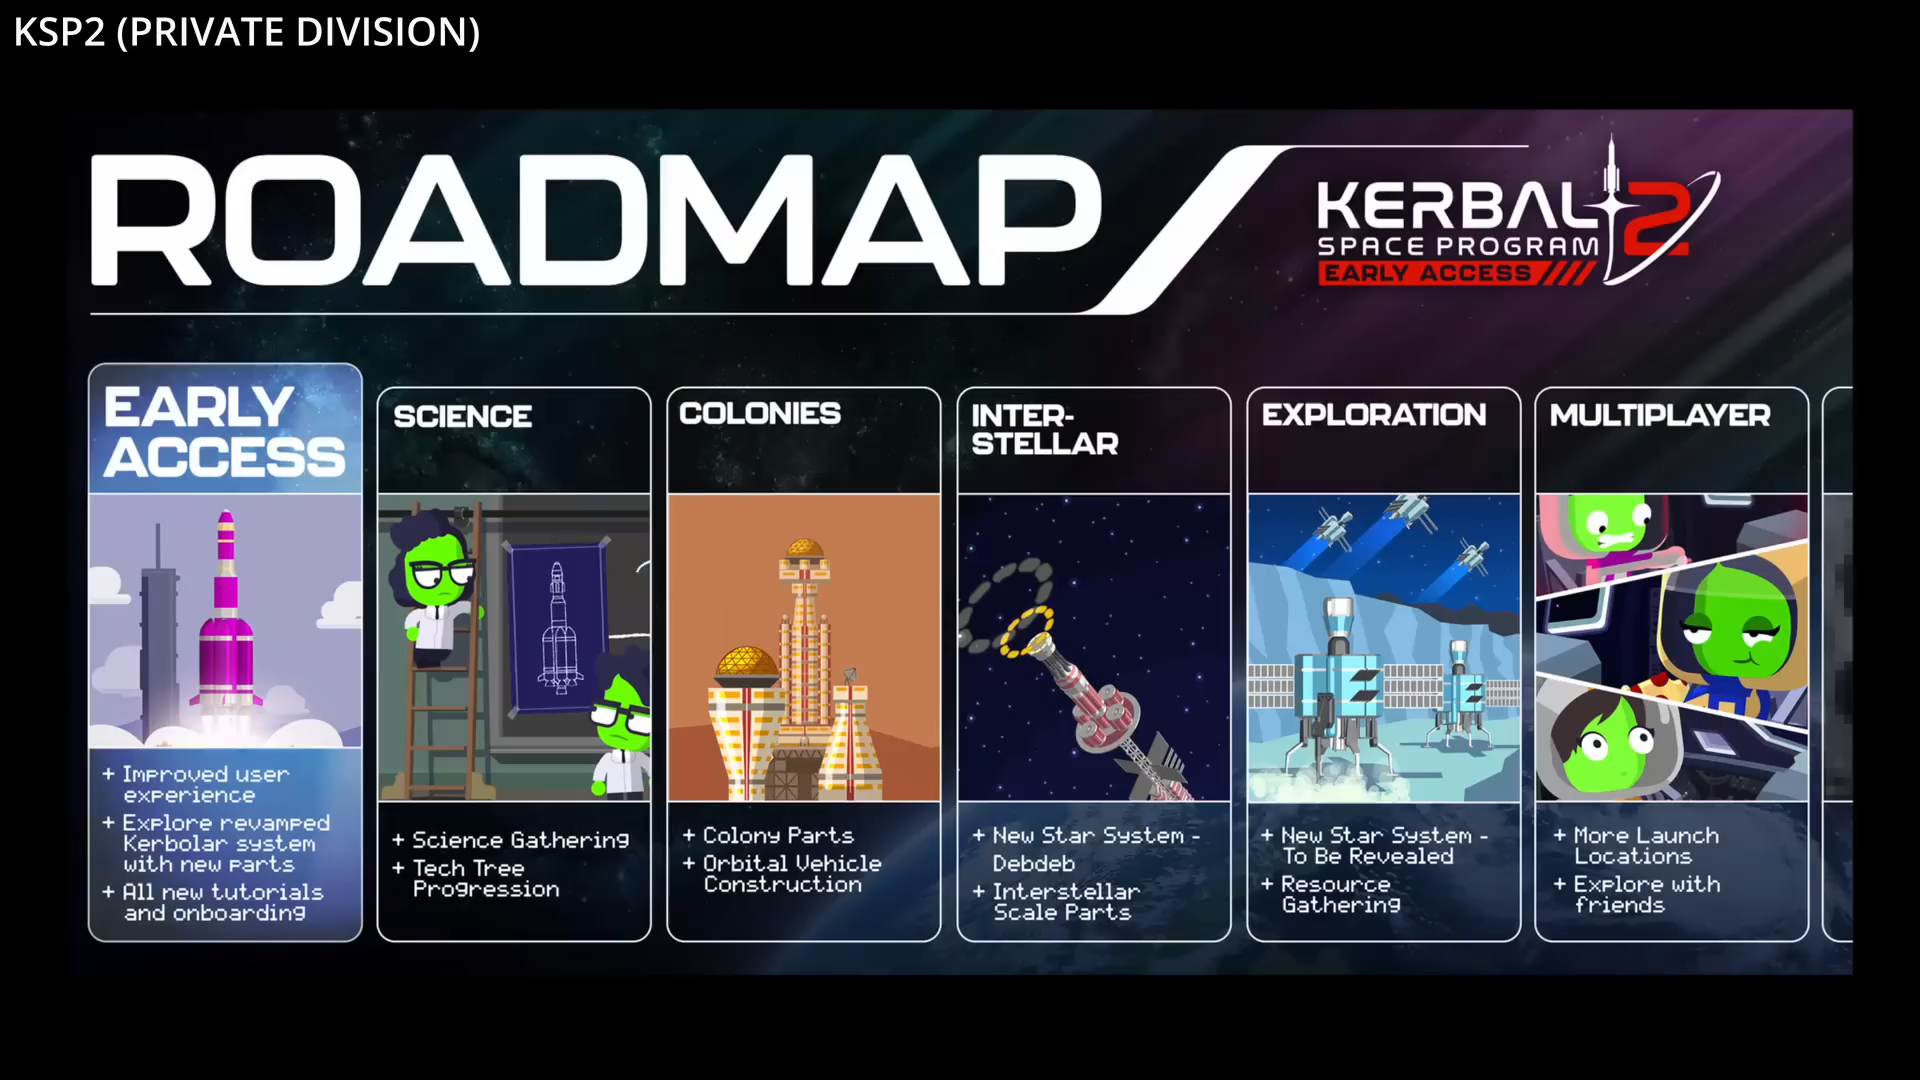 KSP2 (PRIVATE DIVISION)
ROADMAP
KERBAL 2
SPACE PROGRAM
EARLY ACCESS
EARLY
ACCESS
+ Improved user
experience
+ Explore revamped
Kerbolar system
with new parts
+ All new tutorials
and onboarding
SCIENCE
+ Science Gathering
+ Tech Tree
Progression
COLONIES
+ Colony Parts
+ Orbital Vehicle
Construction
INTER-
STELLAR
+ New Star System -
Debdeb
+ Interstellar
Scale Parts
EXPLORATION
+ New Star System -
To Be Revealed
+ Resource
Gathering
MULTIPLAYER
+ More Launch
Locations
+ Explore with
friends